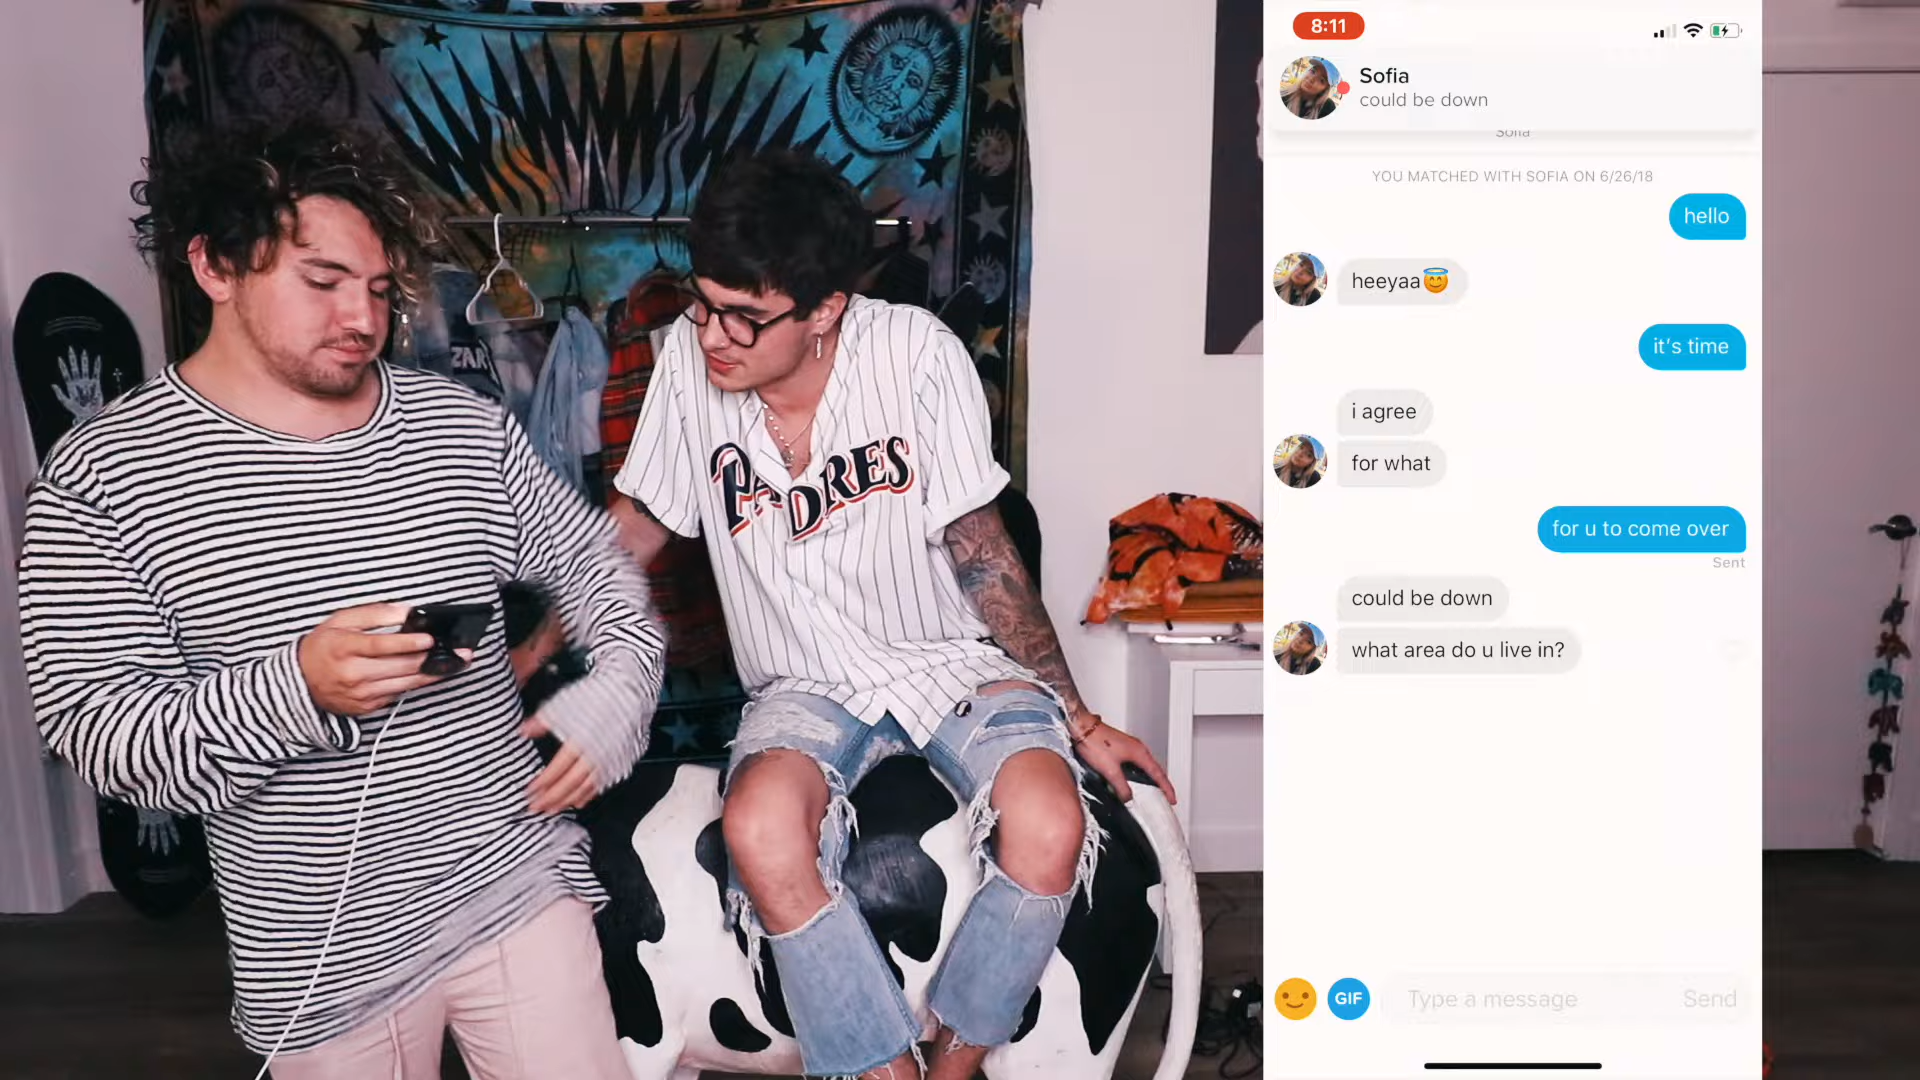 ZAR
PADRES
8:11
Sofia
could be down
Sofia
YOU MATCHED WITH SOFIA ON 6/26/18
hello
heeyaa😇
it's time
i agree
for what
for u to come over
Sent
could be down
what area do u live in?
GIF
Type a message
Send